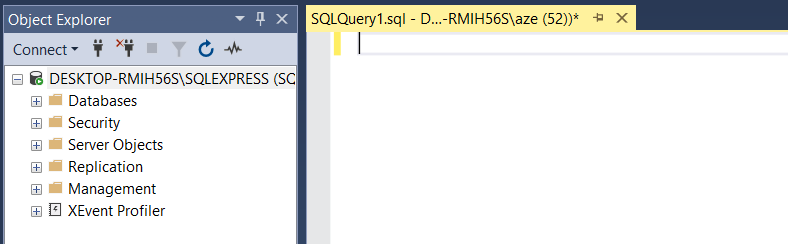 Object Explorer
Connect
DESKTOP-RMIH56S\SQLEXPRESS (SQ
Databases
Security
Server Objects
Replication
Management
XEvent Profiler
SQLQuery1.sql - D...-RMIH56S\aze (52))*